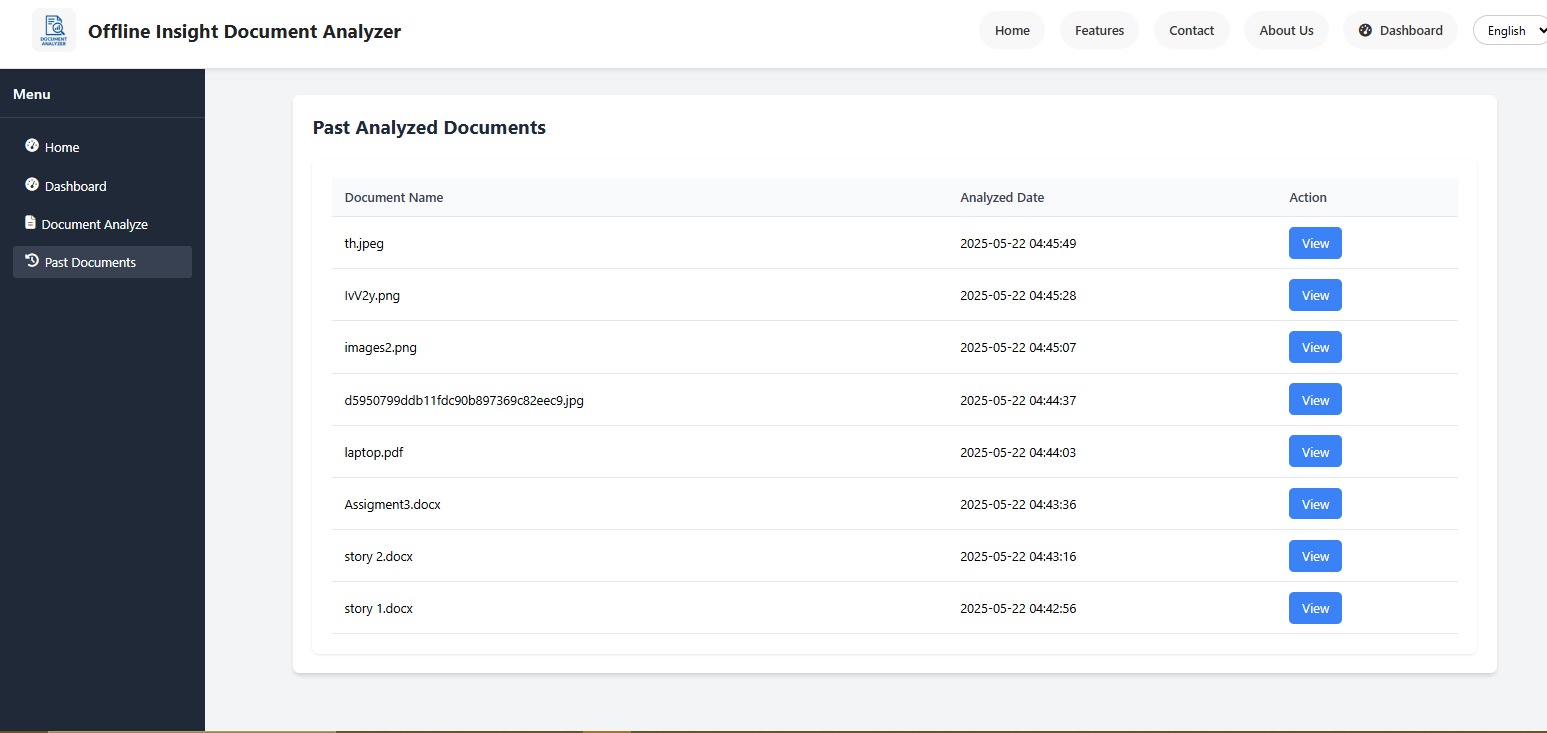 DOCUMENT
ANALYZER
Offline Insight Document Analyzer
Home Features Contact About Us Dashboard English
Menu
Home
Dashboard
Document Analyze
Past Documents
Past Analyzed Documents
Document Name Analyzed Date Action
th.jpeg 2025-05-22 04:45:49 View
IvV2y.png 2025-05-22 04:45:28 View
images2.png 2025-05-22 04:45:07 View
d5950799ddb11fdc90b897369c82eec9.jpg 2025-05-22 04:44:37 View
laptop.pdf 2025-05-22 04:44:03 View
Assigment3.docx 2025-05-22 04:43:36 View
story 2.docx 2025-05-22 04:43:16 View
story 1.docx 2025-05-22 04:42:56 View